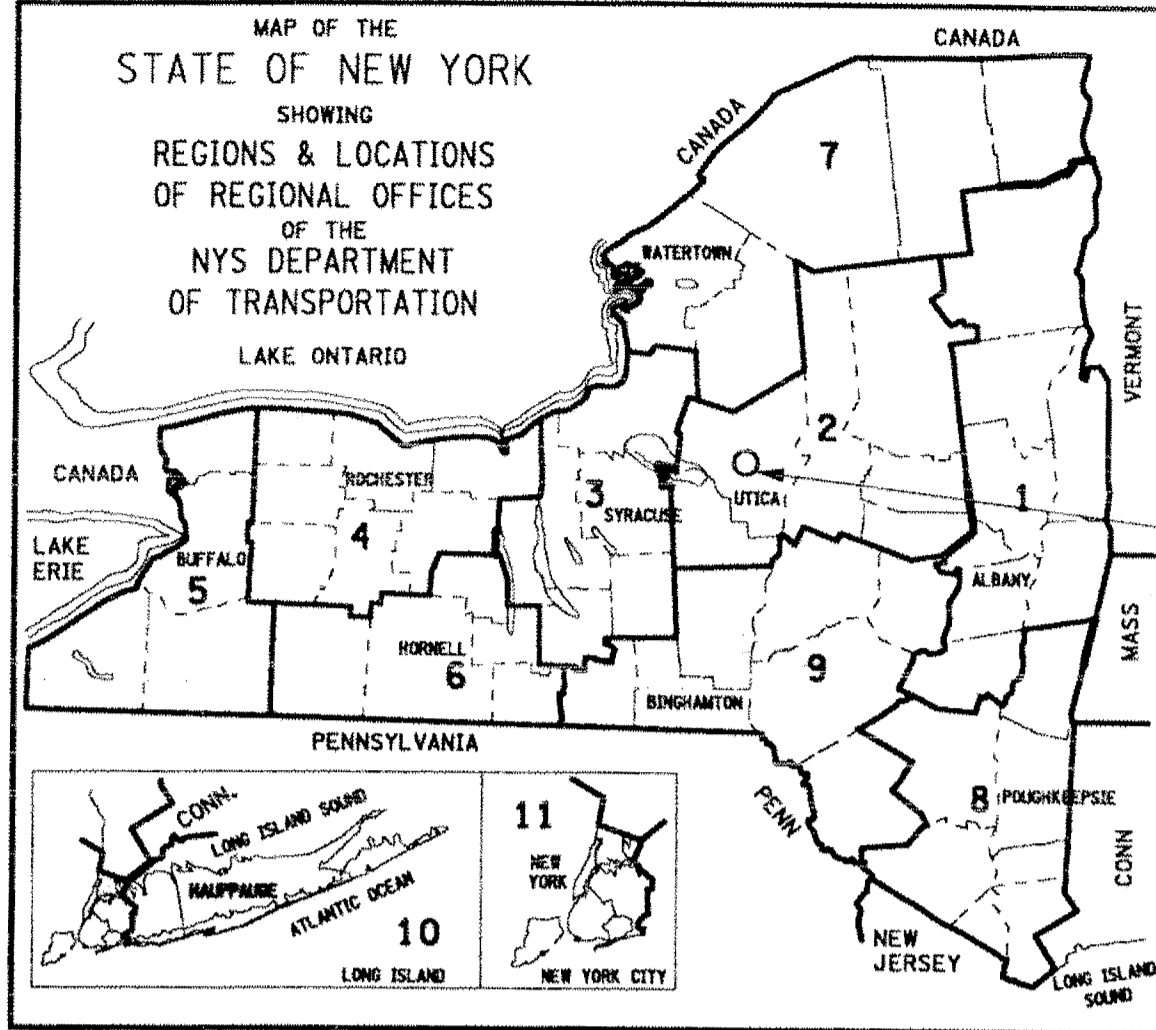 MAP OF THE
STATE OF NEW YORK
SHOWING
REGIONS & LOCATIONS
OF REGIONAL OFFICES
OF THE
NYS DEPARTMENT
OF TRANSPORTATION
CANADA
CANADA
7
WATERTOWN
LAKE ONTARIO
VERMONT
2
CANADA
ROCHESTER
3
SYRACUSE
UTICA
1
4
LAKE
ERIE
BUFFALO
5
ALBANY
MASS
HORNELL
6
9
BINGHAMTON
PENNSYLVANIA
PENN
8
POUGHKEEPSIE
CONN
NEW
JERSEY
LONG ISLAND
SOUND
CONN.
LONG ISLAND SOUND
HAUPPAUGE
ATLANTIC OCEAN
10
LONG ISLAND
11
NEW
YORK
NEW YORK CITY